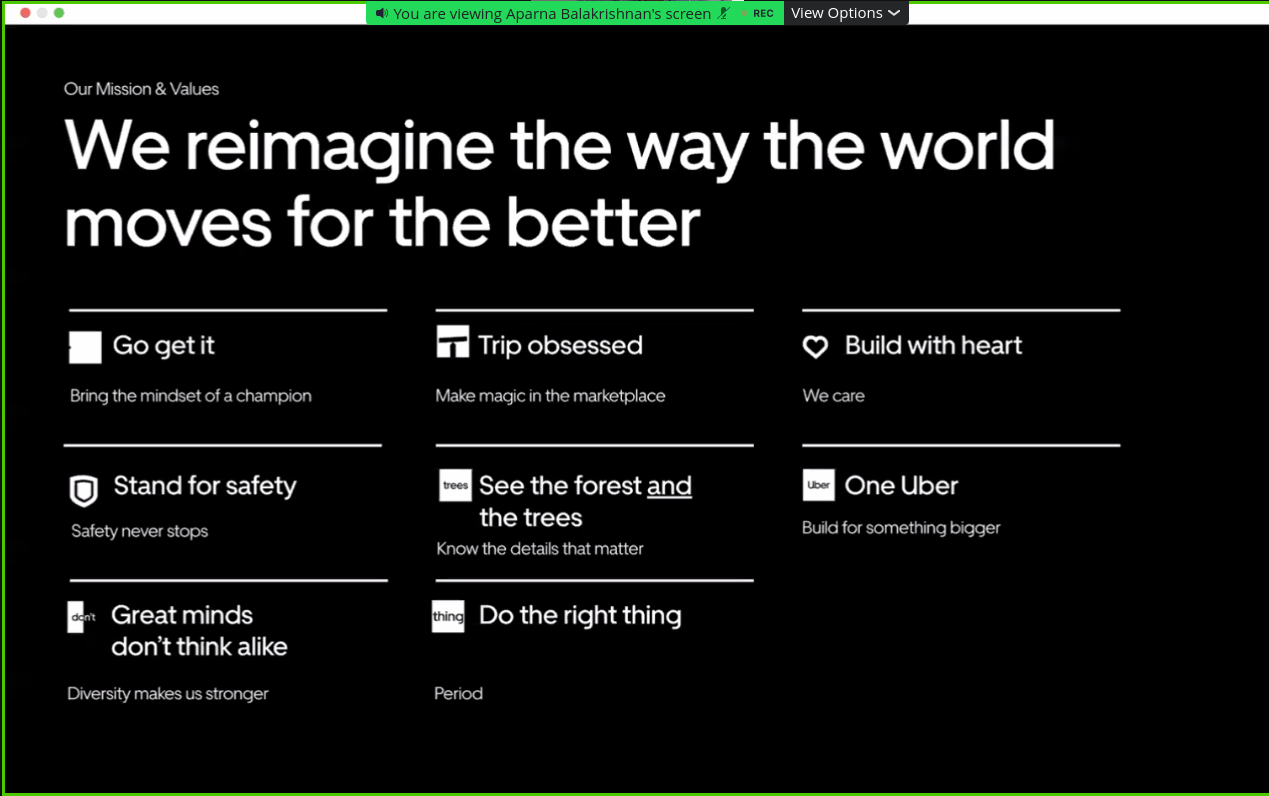 You are viewing Aparna Balakrishnan's screen
REC
View Options
Our Mission & Values
We reimagine the way the world
moves for the better
Go get it
Bring the mindset of a champion
Trip obsessed
Make magic in the marketplace
Build with heart
We care
Stand for safety
Safety never stops
trees
See the forest and
the trees
Know the details that matter
Uber
One Uber
Build for something bigger
don't
Great minds
don’t think alike
Diversity makes us stronger
thing
Do the right thing
Period